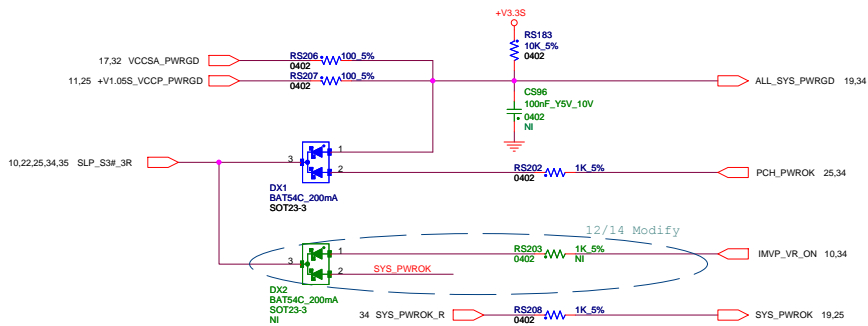 +V3.3S
RS183
10K_5%
0402
17,32 VCCSA_PWRGD
RS206 100_5%
0402
11,25 +V1.05S_VCCP_PWRGD
RS207 100_5%
0402
ALL_SYS_PWRGD 19,34
CS96
100nF_Y5V_10V
0402
NI
10,22,25,34,35 SLP_S3#_3R
3
1
2
DX1
BAT54C_200mA
SOT23-3
RS202 1K_5%
0402
PCH_PWROK 25,34
12/14 Modify
3
1
2
SYS_PWROK
RS203 1K_5%
0402 NI
IMVP_VR_ON 10,34
DX2
BAT54C_200mA
SOT23-3
NI
34 SYS_PWROK_R
RS208 1K_5%
0402
SYS_PWROK 19,25